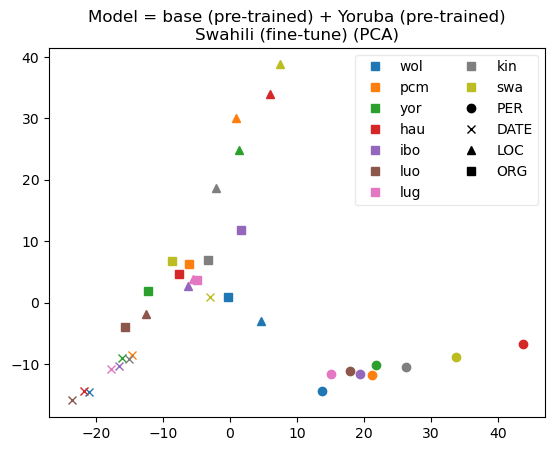 Model = base (pre-trained) + Yoruba (pre-trained)
Swahili (fine-tune) (PCA)
40
30
20
10
0
−10
−20
−10
0
10
20
30
40
wol
pcm
yor
hau
ibo
luo
lug
kin
swa
PER
DATE
LOC
ORG